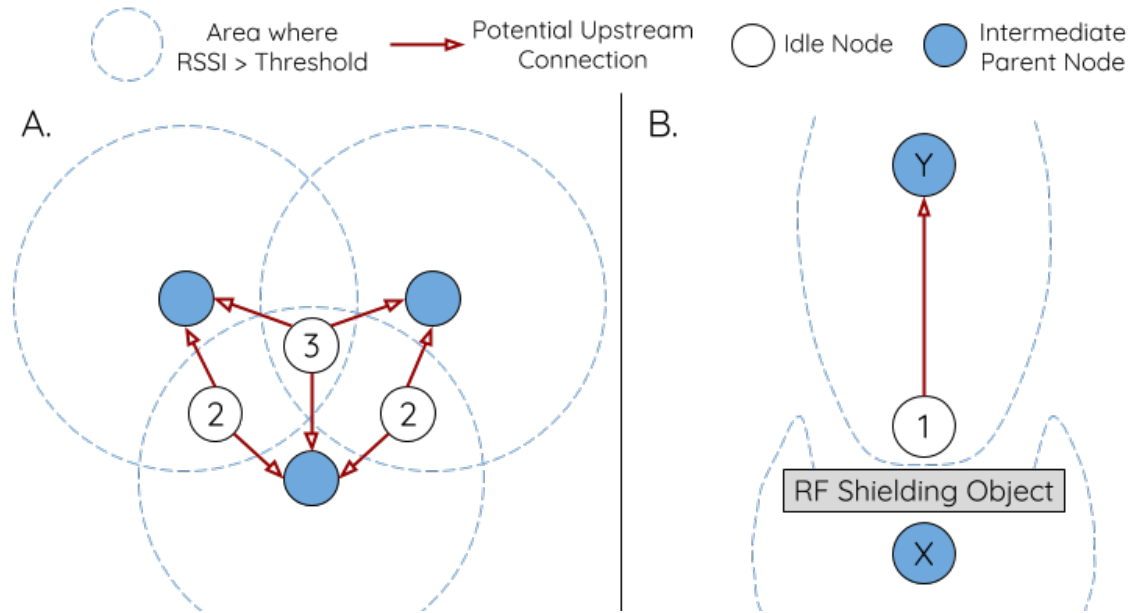 Area where
RSSI > Threshold
Potential Upstream
Connection
Idle Node
Intermediate
Parent Node
A.
3
2
2
B.
Y
1
RF Shielding Object
X